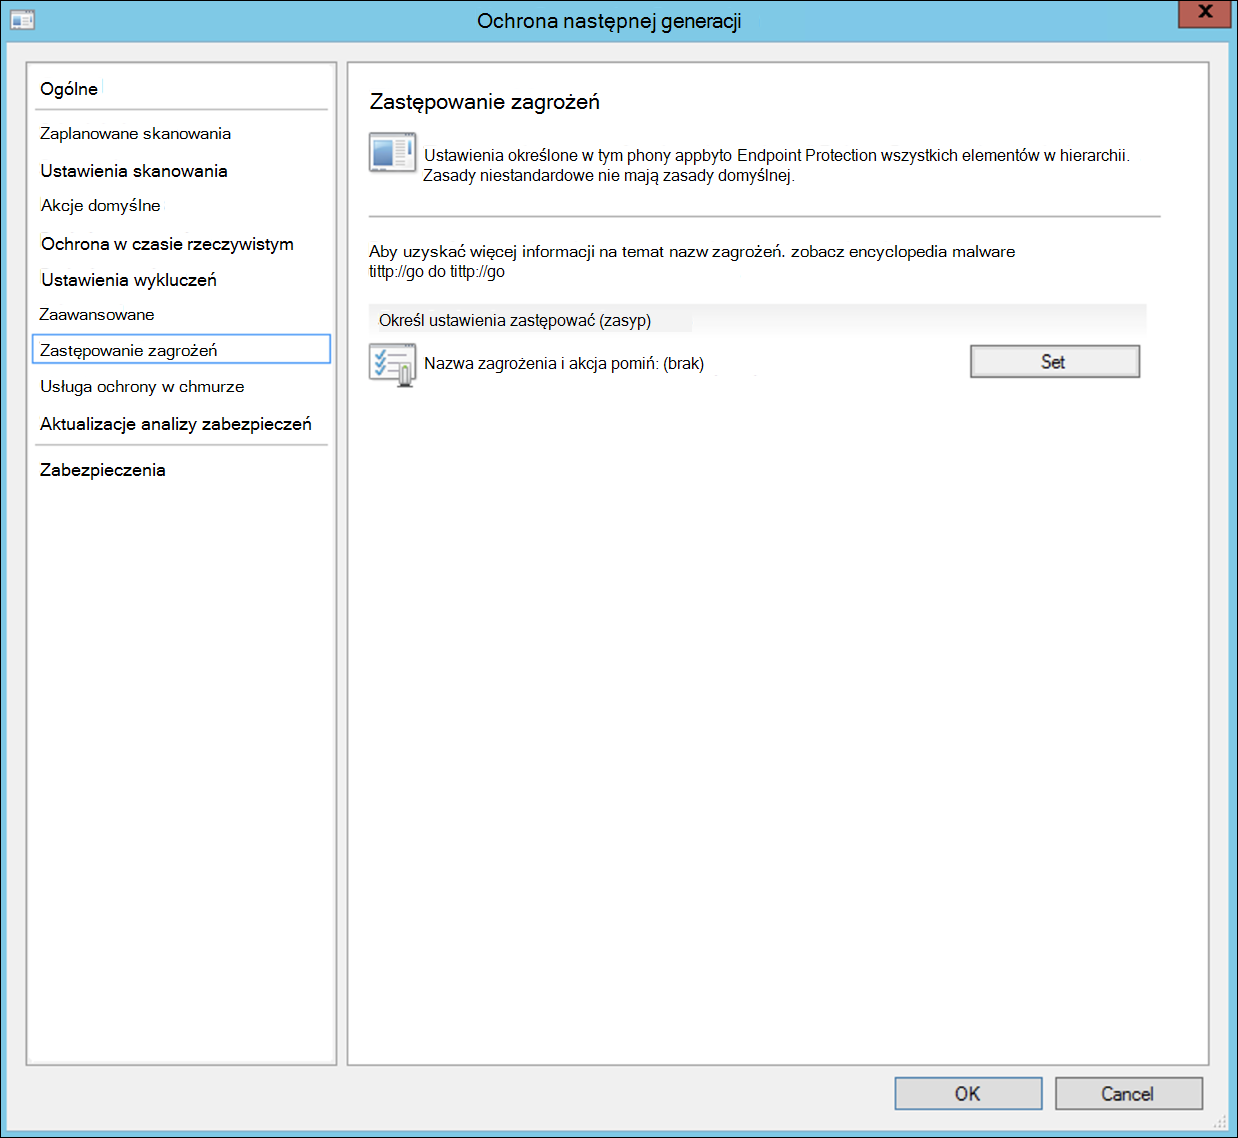 Ochrona następnej generacji
X
Ogólne
Zaplanowane skanowania
Ustawienia skanowania
Akcje domyślne
Ochrona w czasie rzeczywistym
Ustawienia wykluczeń
Zaawansowane
Zastępowanie zagrożeń
Usługa ochrony w chmurze
Aktualizacje analizy zabezpieczeń
Zabezpieczenia
Zastępowanie zagrożeń
Ustawienia określone w tym phony appbyto Endpoint Protection wszystkich elementów w hierarchii.
Zasady niestandardowe nie mają zasady domyślnej.
Aby uzyskać więcej informacji na temat nazw zagrożeń. zobacz encyclopedia malware
tittp://go do tittp://go
Określ ustawienia zastępować (zasyp)
Nazwa zagrożenia i akcja pomiń: (brak)
Set
OK
Cancel